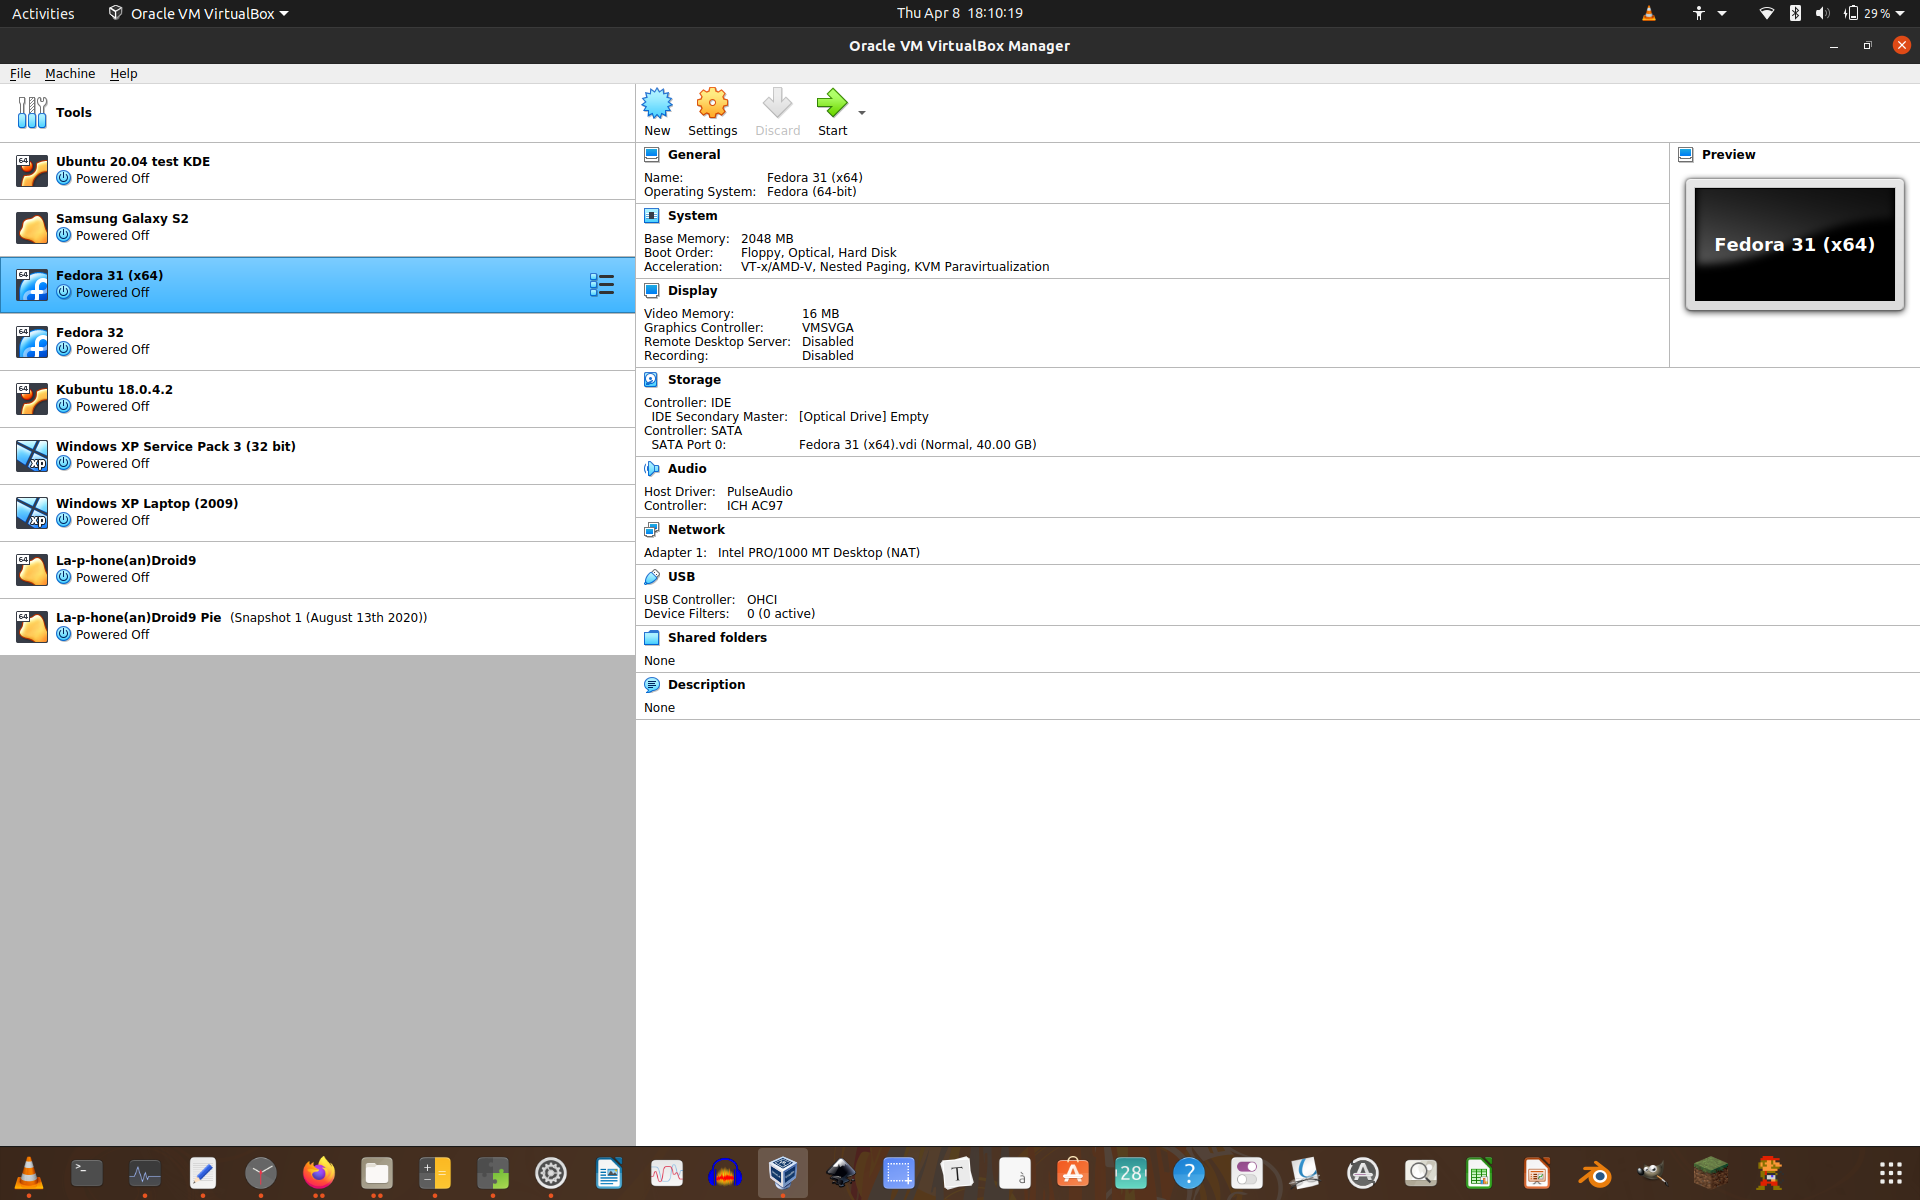 Activities
Oracle VM VirtualBox
Thu Apr 8  18:10:19
29 %
Oracle VM VirtualBox Manager
File
Machine
Help
Tools
New
Settings
Discard
Start
64
Ubuntu 20.04 test KDE
Powered Off
Samsung Galaxy S2
Powered Off
64
Fedora 31 (x64)
Powered Off
64
Fedora 32
Powered Off
64
Kubuntu 18.0.4.2
Powered Off
xp
Windows XP Service Pack 3 (32 bit)
Powered Off
xp
Windows XP Laptop (2009)
Powered Off
64
La-p-hone(an)Droid9
Powered Off
64
La-p-hone(an)Droid9 Pie (Snapshot 1 (August 13th 2020))
Powered Off
General
Name: Fedora 31 (x64)
Operating System: Fedora (64-bit)
System
Base Memory: 2048 MB
Boot Order: Floppy, Optical, Hard Disk
Acceleration: VT-x/AMD-V, Nested Paging, KVM Paravirtualization
Display
Video Memory: 16 MB
Graphics Controller: VMSVGA
Remote Desktop Server: Disabled
Recording: Disabled
Preview
Fedora 31 (x64)
Storage
Controller: IDE
IDE Secondary Master: [Optical Drive] Empty
Controller: SATA
SATA Port 0: Fedora 31 (x64).vdi (Normal, 40.00 GB)
Audio
Host Driver: PulseAudio
Controller: ICH AC97
Network
Adapter 1: Intel PRO/1000 MT Desktop (NAT)
USB
USB Controller: OHCI
Device Filters: 0 (0 active)
Shared folders
None
Description
None
>_
T
à
A
28
?
A